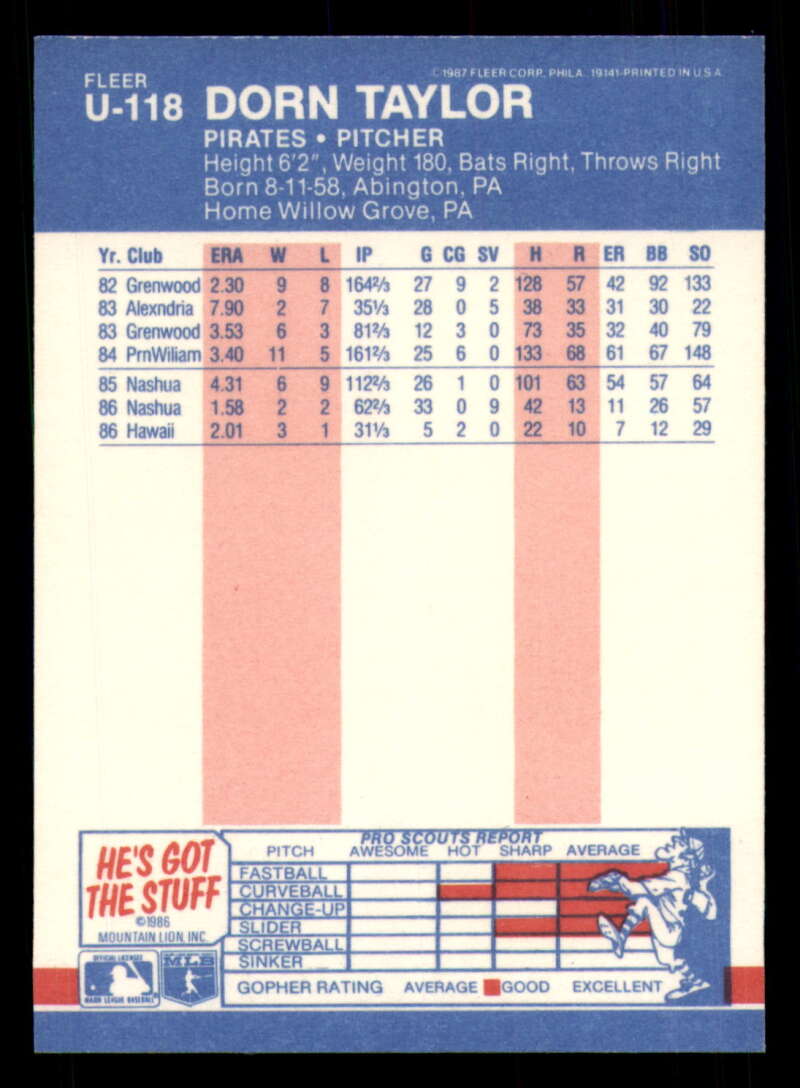 ©1987 FLEER CORP. PHILA. 19141-PRINTED IN U.S.A.
FLEER
U-118 DORN TAYLOR
PIRATES • PITCHER
Height 6'2", Weight 180, Bats Right, Throws Right
Born 8-11-58, Abington, PA
Home Willow Grove, PA
Yr. Club ERA W L IP G CG SV H R ER BB SO
82 Grenwood 2.30 9 8 164⅔ 27 9 2 128 57 42 92 133
83 Alexndria 7.90 2 7 35⅓ 28 0 5 38 33 31 30 22
83 Grenwood 3.53 6 3 81⅔ 12 3 0 73 35 32 40 79
84 PrnWiliam 3.40 11 5 161⅔ 25 6 0 133 68 61 67 148
85 Nashua 4.31 6 9 112⅔ 26 1 0 101 63 54 57 64
86 Nashua 1.58 2 2 62⅔ 33 0 9 42 13 11 26 57
86 Hawaii 2.01 3 1 31⅓ 5 2 0 22 10 7 12 29
HE'S GOT
THE STUFF
©1986
MOUNTAIN LION, INC.
PRO SCOUTS REPORT
PITCH AWESOME HOT SHARP AVERAGE
FASTBALL
CURVEBALL
CHANGE-UP
SLIDER
SCREWBALL
SINKER
GOPHER RATING AVERAGE GOOD EXCELLENT
OFFICIAL LICENSEE
MAJOR LEAGUE BASEBALL
MLB